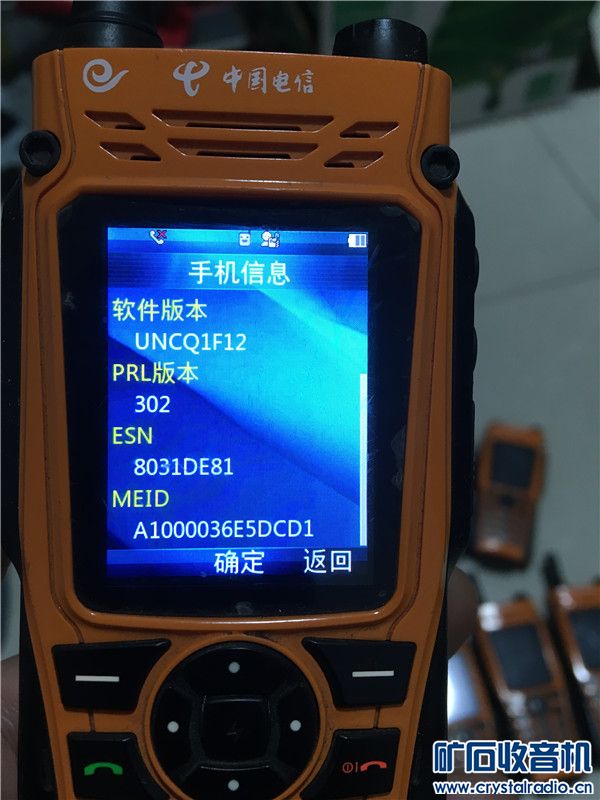 中国电信
手机信息
软件版本
UNCQ1F12
PRL版本
302
ESN
8031DE81
MEID
A1000036E5DCD1
确定 返回
矿石收音机
www.crystalradio.cn